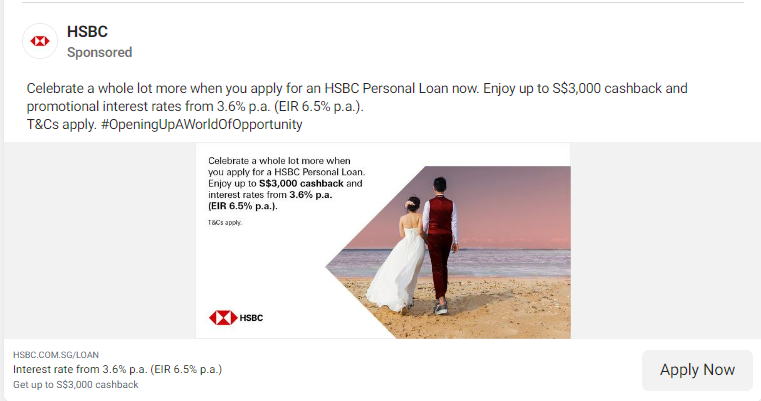 HSBC
Sponsored
Celebrate a whole lot more when you apply for an HSBC Personal Loan now. Enjoy up to S$3,000 cashback and
promotional interest rates from 3.6% p.a. (EIR 6.5% p.a.).
T&Cs apply. #OpeningUpAWorldOfOpportunity
Celebrate a whole lot more when
you apply for a HSBC Personal Loan.
Enjoy up to S$3,000 cashback and
interest rates from 3.6% p.a.
(EIR 6.5% p.a.).
T&Cs apply.
HSBC
HSBC.COM.SG/LOAN
Interest rate from 3.6% p.a. (EIR 6.5% p.a.)
Get up to S$3,000 cashback
Apply Now